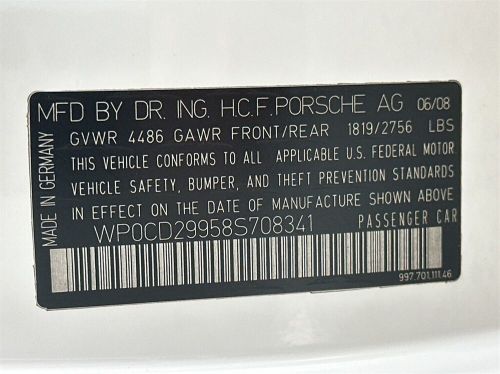 MFD BY DR. ING. H.C.F.PORSCHE AG 06/08
GVWR 4486 GAWR FRONT/REAR 1819/2756 LBS
THIS VEHICLE CONFORMS TO ALL APPLICABLE U.S. FEDERAL MOTOR
VEHICLE SAFETY, BUMPER, AND THEFT PREVENTION STANDARDS
IN EFFECT ON THE DATE OF MANUFACTURE SHOWN ABOVE
WP0CD29958S708341 PASSENGER CAR
997.701.111.46
MADE IN GERMANY